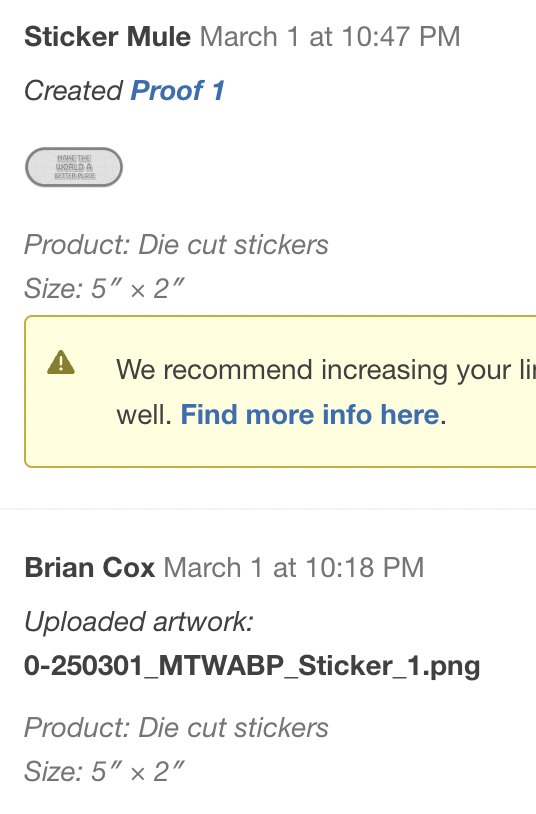 Sticker Mule March 1 at 10:47 PM
Created Proof 1
MAKE THE
WORLD A
BETTER PLACE
Product: Die cut stickers
Size: 5″ × 2″
We recommend increasing your
well. Find more info here.
Brian Cox March 1 at 10:18 PM
Uploaded artwork:
0-250301_MTWABP_Sticker_1.png
Product: Die cut stickers
Size: 5″ × 2″